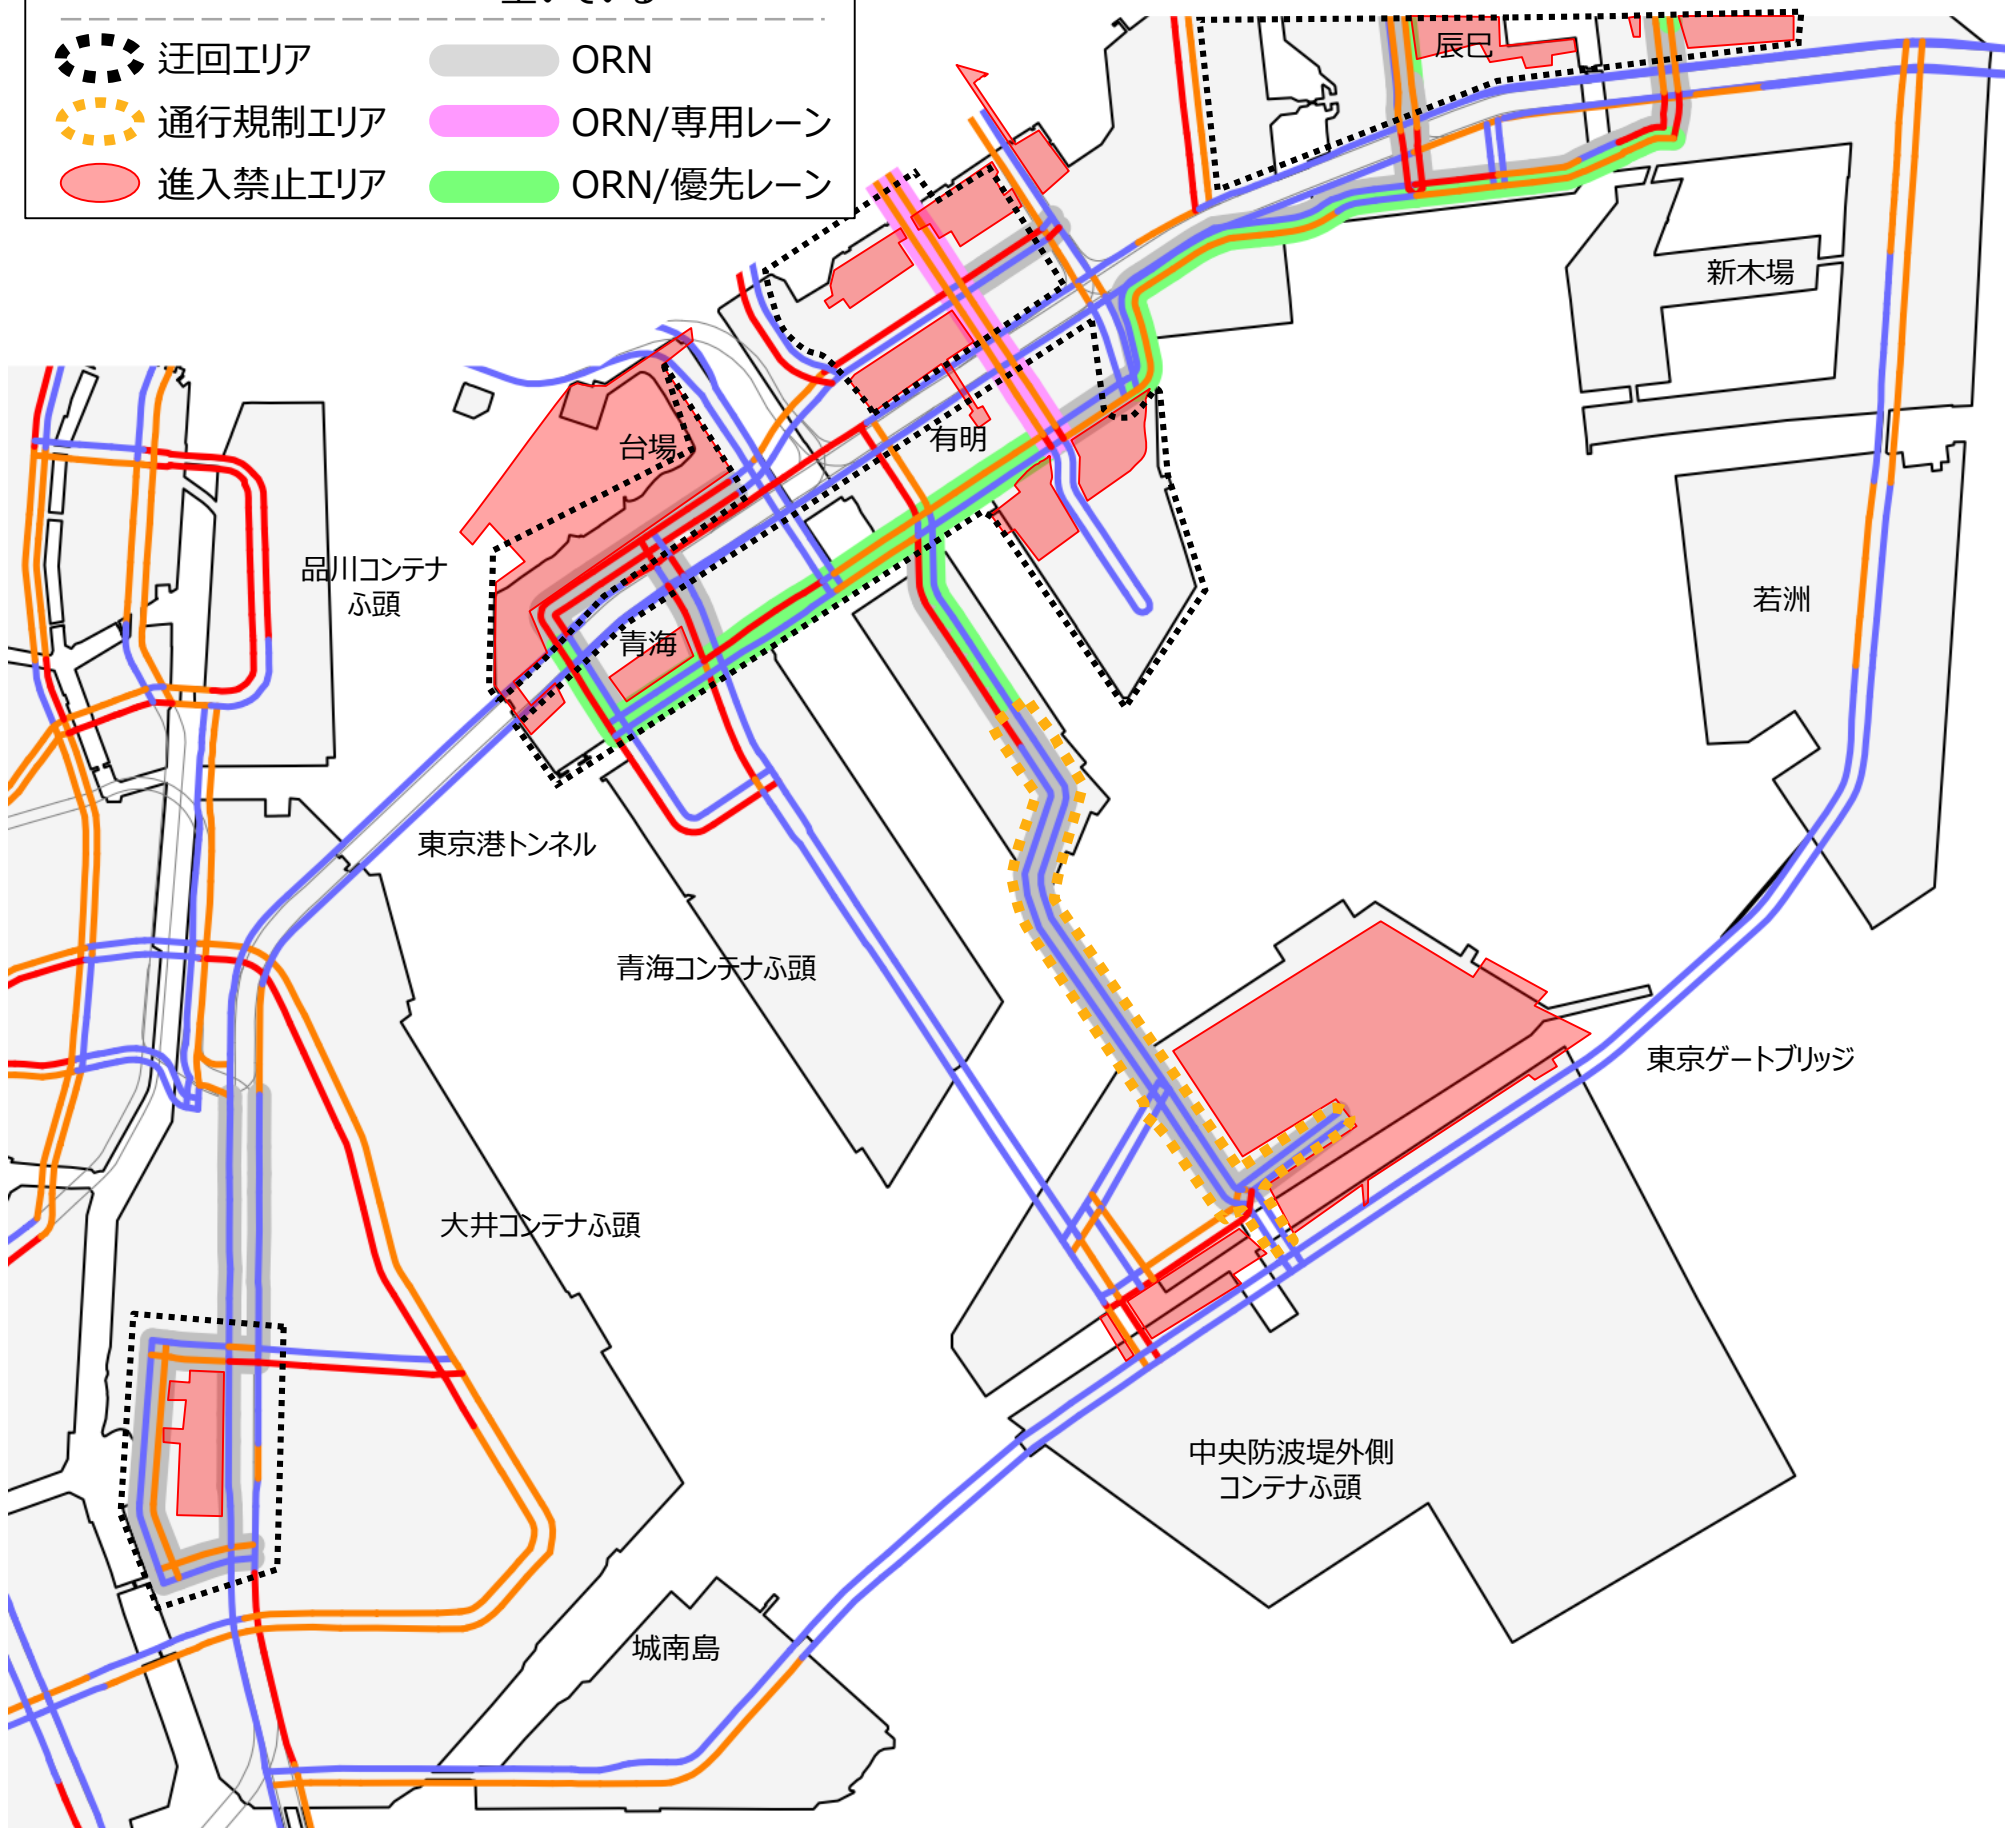 空いている
迂回エリア
ORN
通行規制エリア
ORN/専用レーン
進入禁止エリア
ORN/優先レーン
辰巳
新木場
有明
台場
品川コンテナ
ふ頭
青海
若洲
東京港トンネル
青海コンテナふ頭
東京ゲートブリッジ
大井コンテナふ頭
中央防波堤外側
コンテナふ頭
城南島